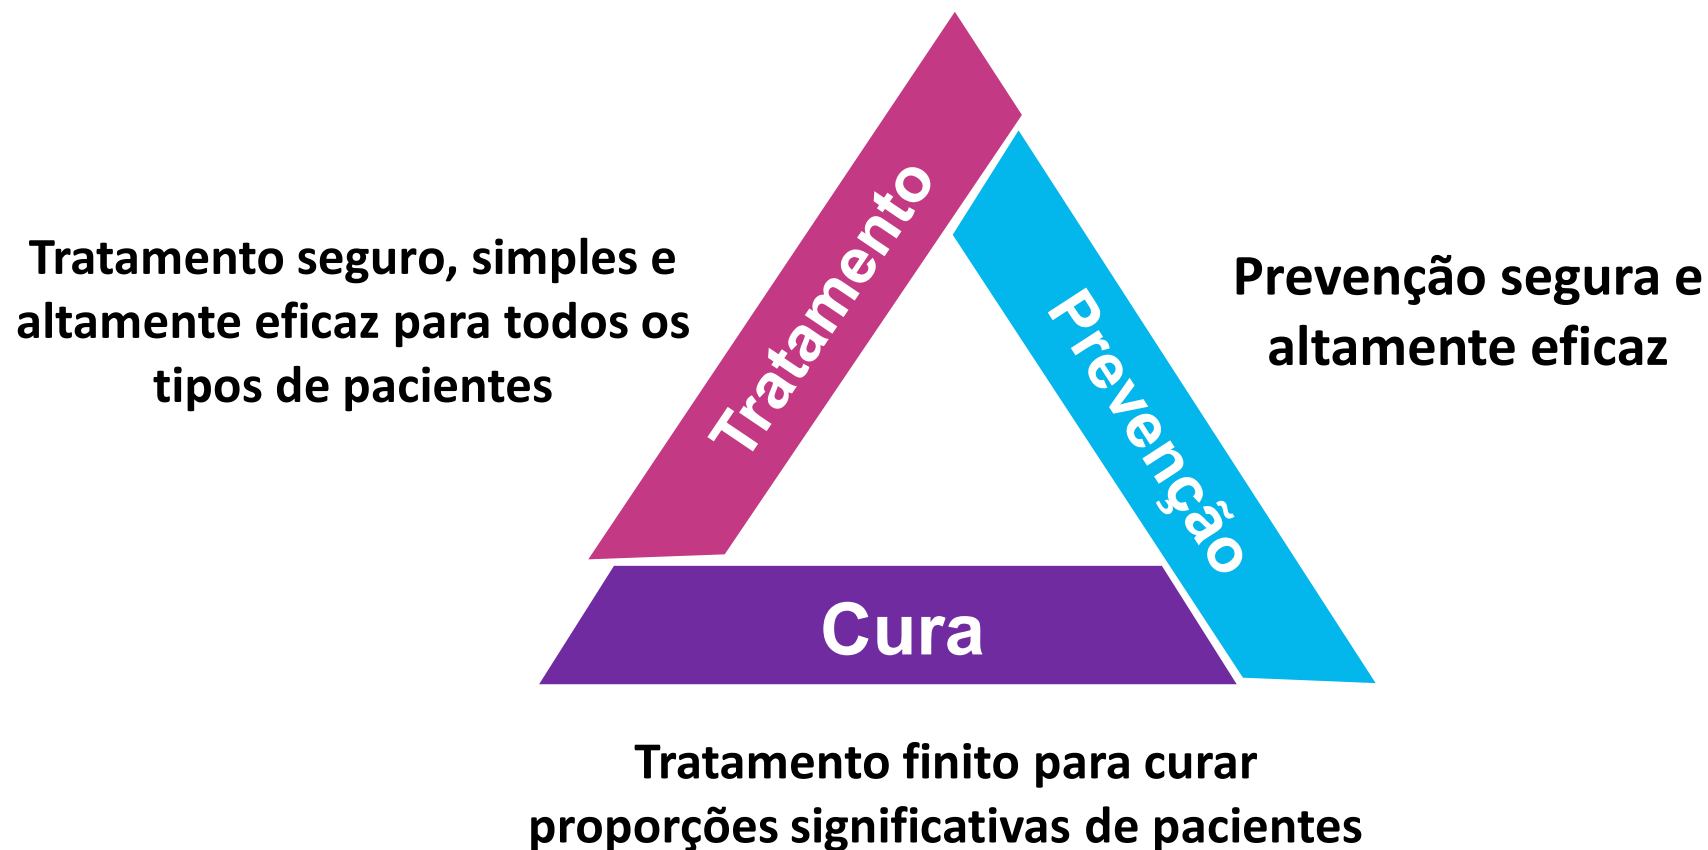 Tratamento
Tratamento seguro, simples e
altamente eficaz para todos os
tipos de pacientes
Prevenção
Prevenção segura e
altamente eficaz
Cura
Tratamento finito para curar
proporções significativas de pacientes